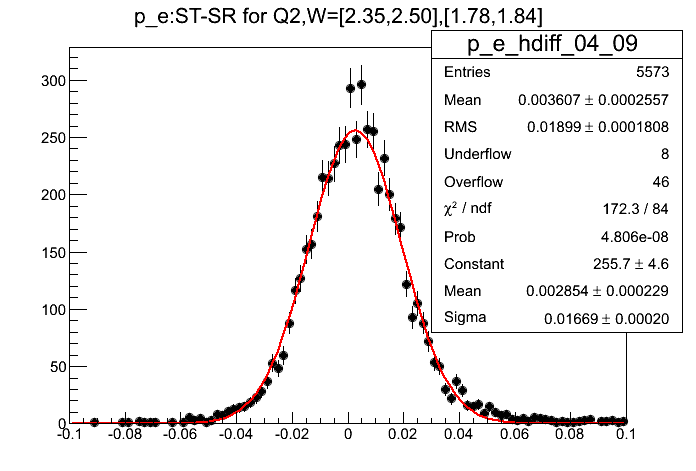 p_e:ST-SR for Q2,W=[2.35,2.50],[1.78,1.84]
p_e_hdiff_04_09
Entries 5573
Mean 0.003607 ± 0.0002557
RMS 0.01899 ± 0.0001808
Underflow 8
Overflow 46
χ² / ndf 172.3 / 84
Prob 4.806e-08
Constant 255.7 ± 4.6
Mean 0.002854 ± 0.000229
Sigma 0.01669 ± 0.00020
300
250
200
150
100
50
0
-0.1 -0.08 -0.06 -0.04 -0.02 0 0.02 0.04 0.06 0.08 0.1